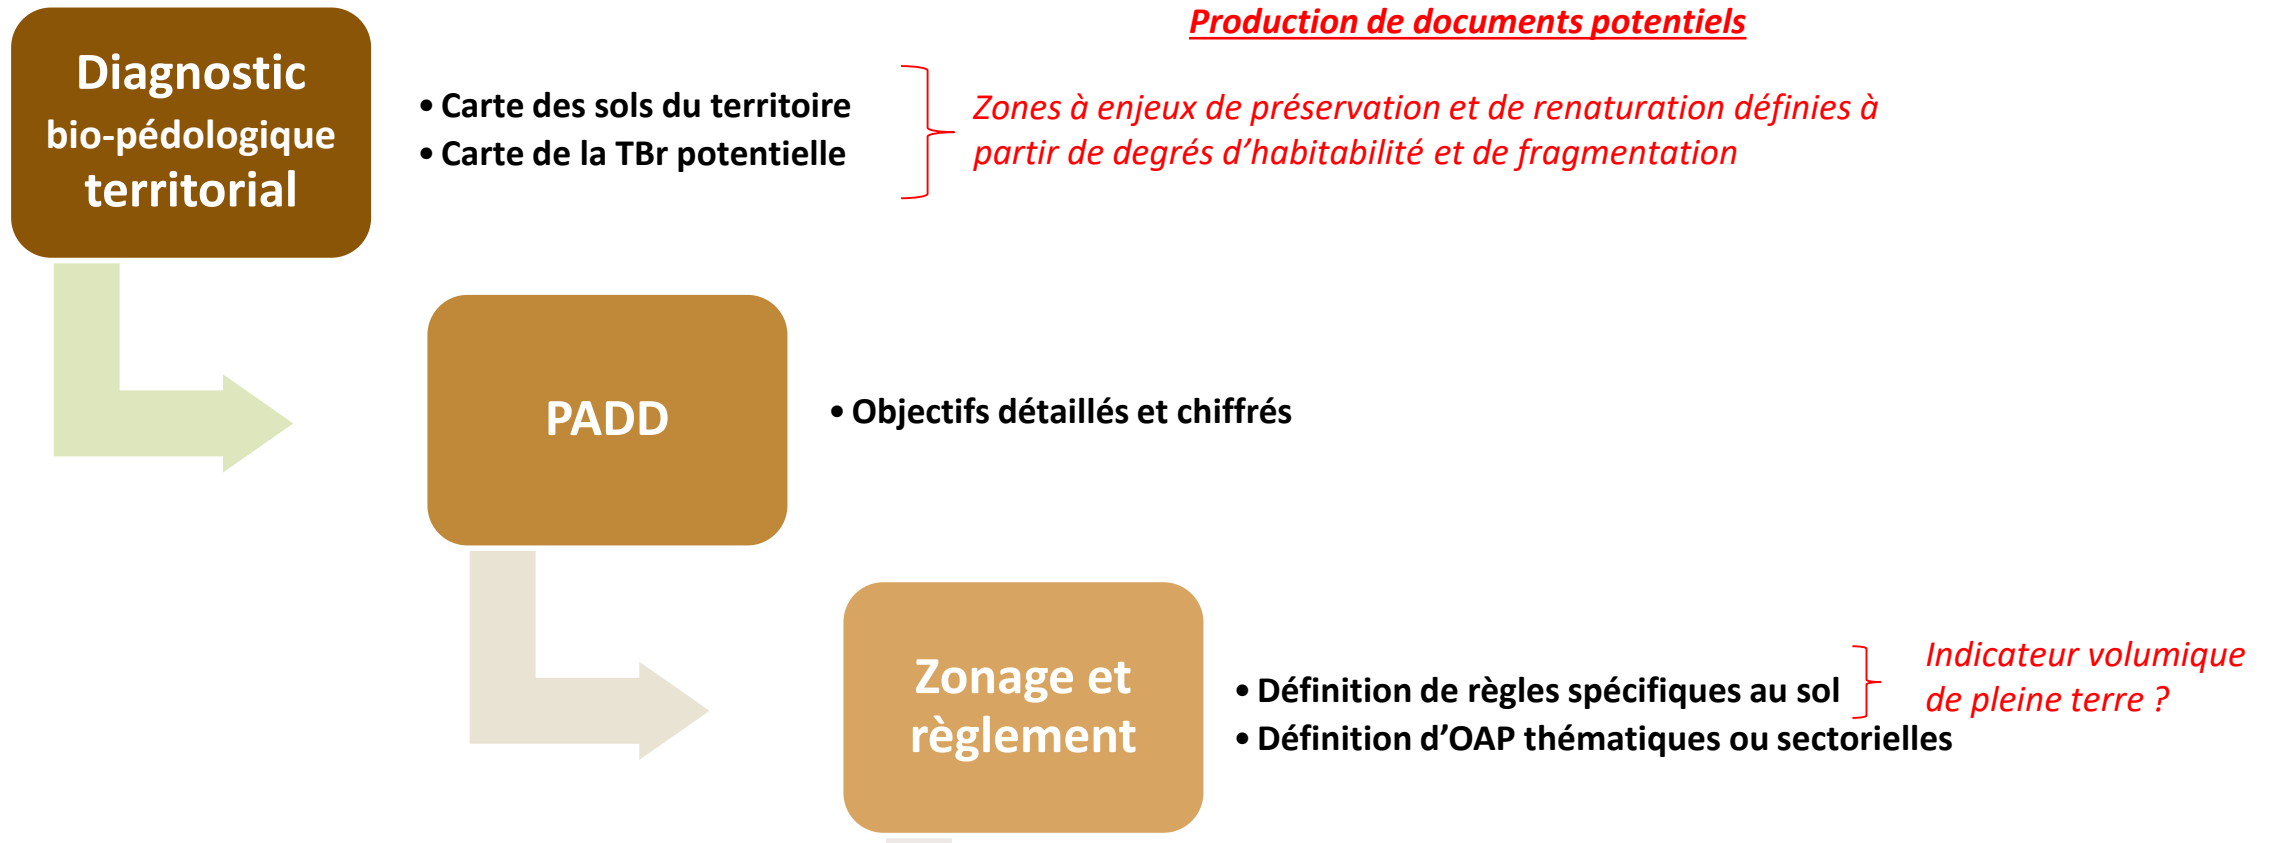 Production de documents potentiels
Diagnostic
bio-pédologique
territorial
• Carte des sols du territoire
• Carte de la TBr potentielle
Zones à enjeux de préservation et de renaturation définies à
partir de degrés d'habitabilité et de fragmentation
PADD
• Objectifs détaillés et chiffrés
Zonage et
règlement
• Définition de règles spécifiques au sol
• Définition d'OAP thématiques ou sectorielles
Indicateur volumique
de pleine terre ?